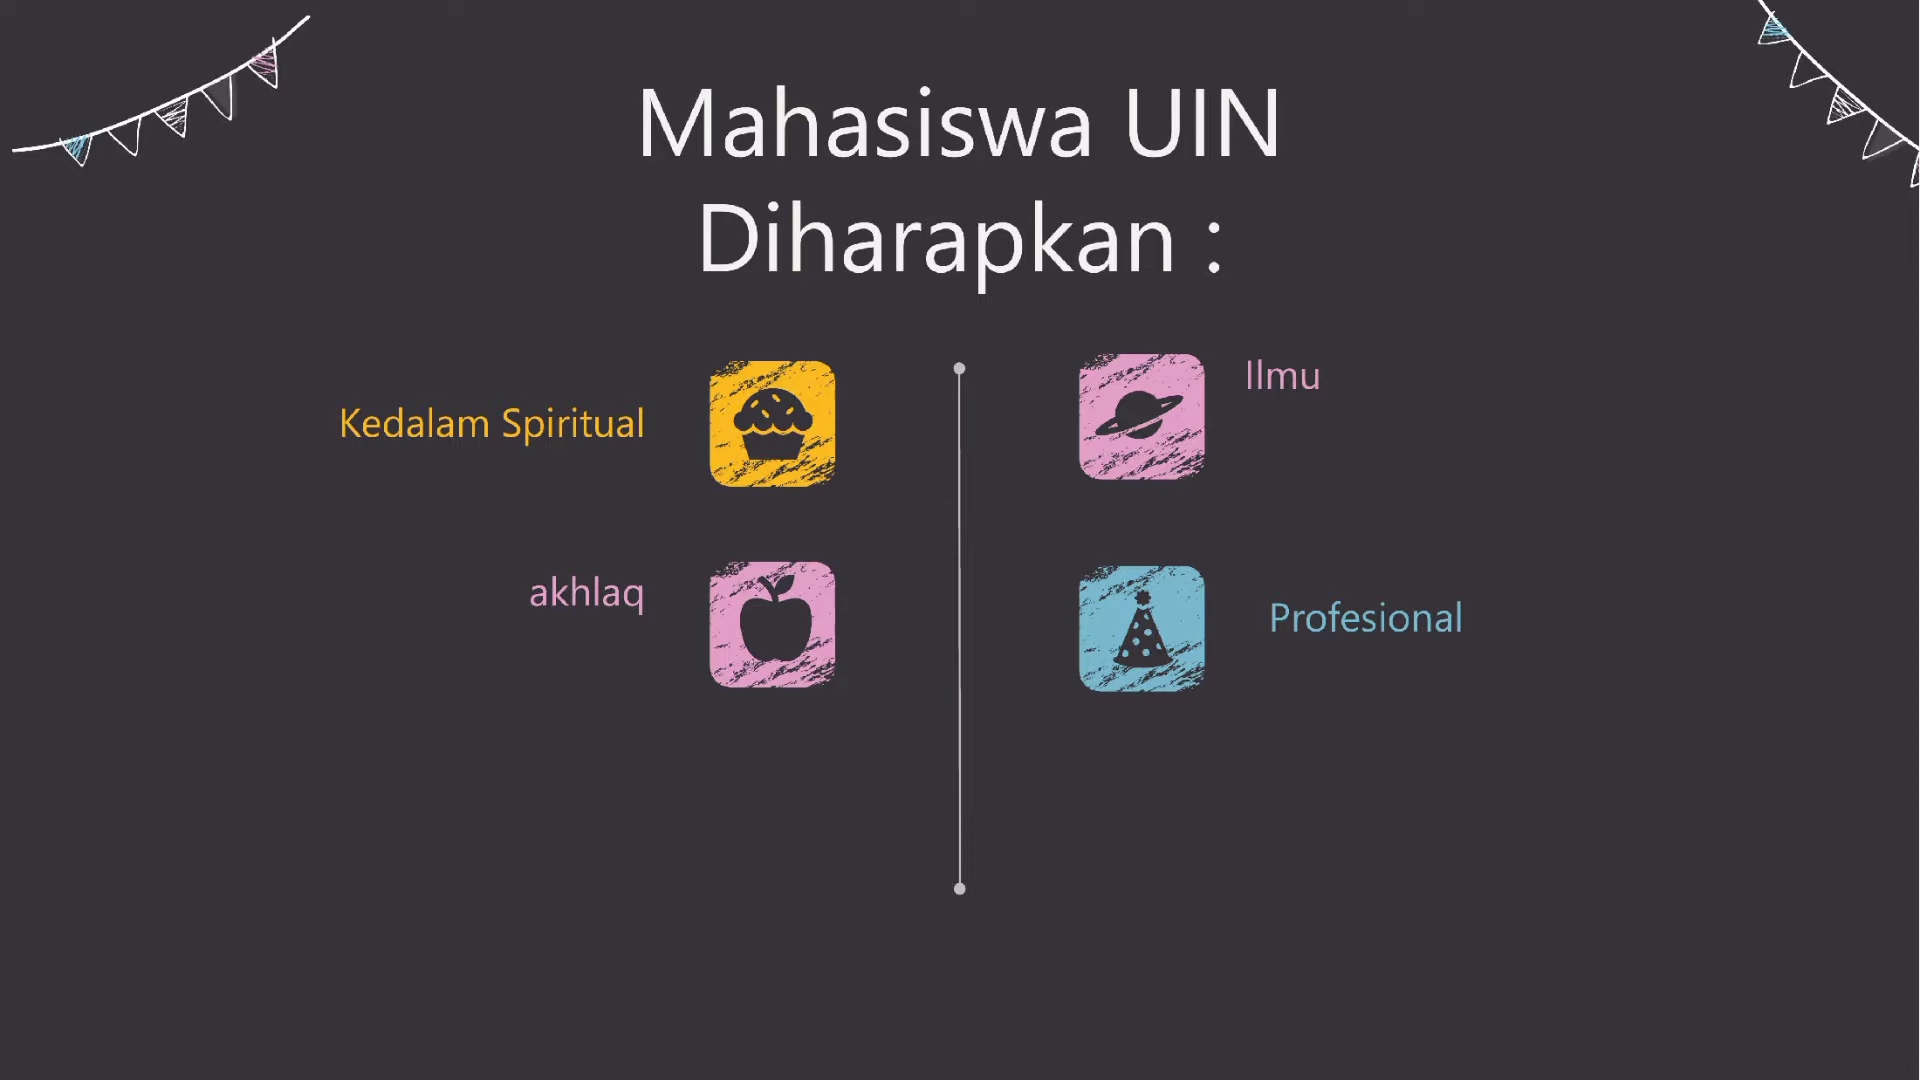 Mahasiswa UIN
Diharapkan :
Kedalam Spiritual
Ilmu
akhlaq
Profesional